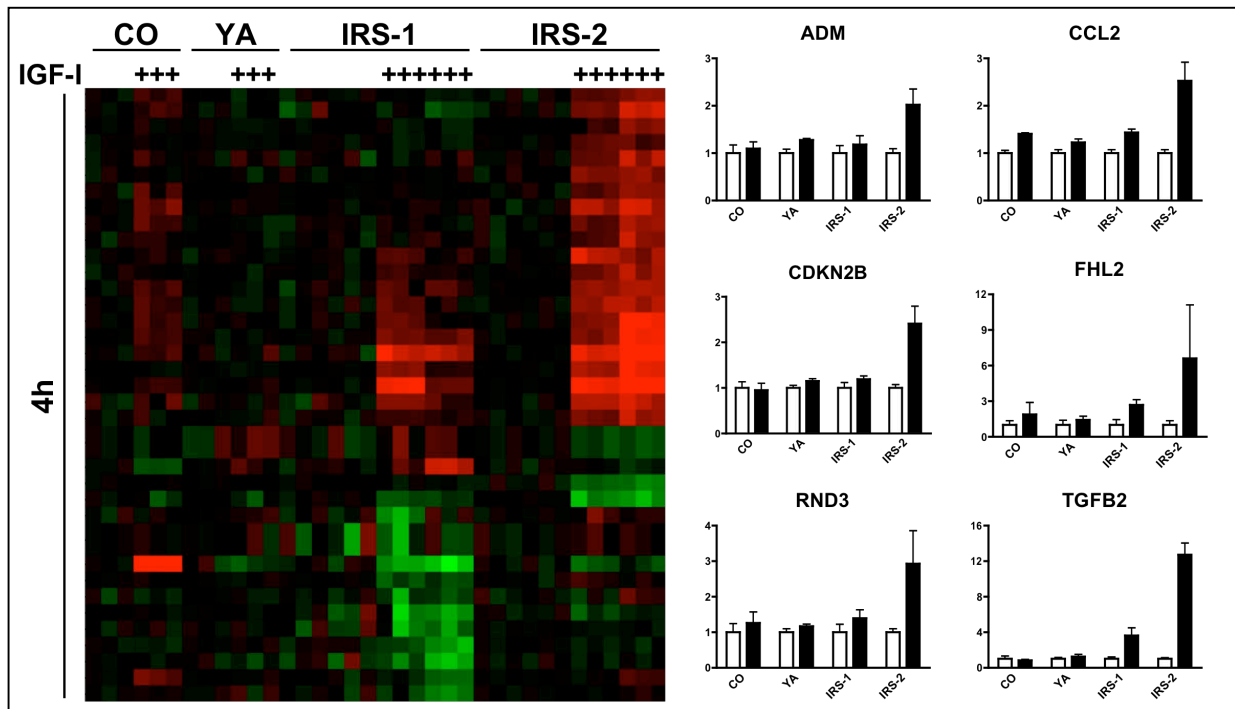 CO YA IRS-1 IRS-2
IGF-I +++ +++ ++++++ ++++++
4h
ADM
3
2
1
0
CO YA IRS-1 IRS-2
CCL2
3
2
1
0
CO YA IRS-1 IRS-2
CDKN2B
3
2
1
0
CO YA IRS-1 IRS-2
FHL2
12
9
6
3
0
CO YA IRS-1 IRS-2
RND3
4
3
2
1
0
CO YA IRS-1 IRS-2
TGFB2
16
12
8
4
0
CO YA IRS-1 IRS-2